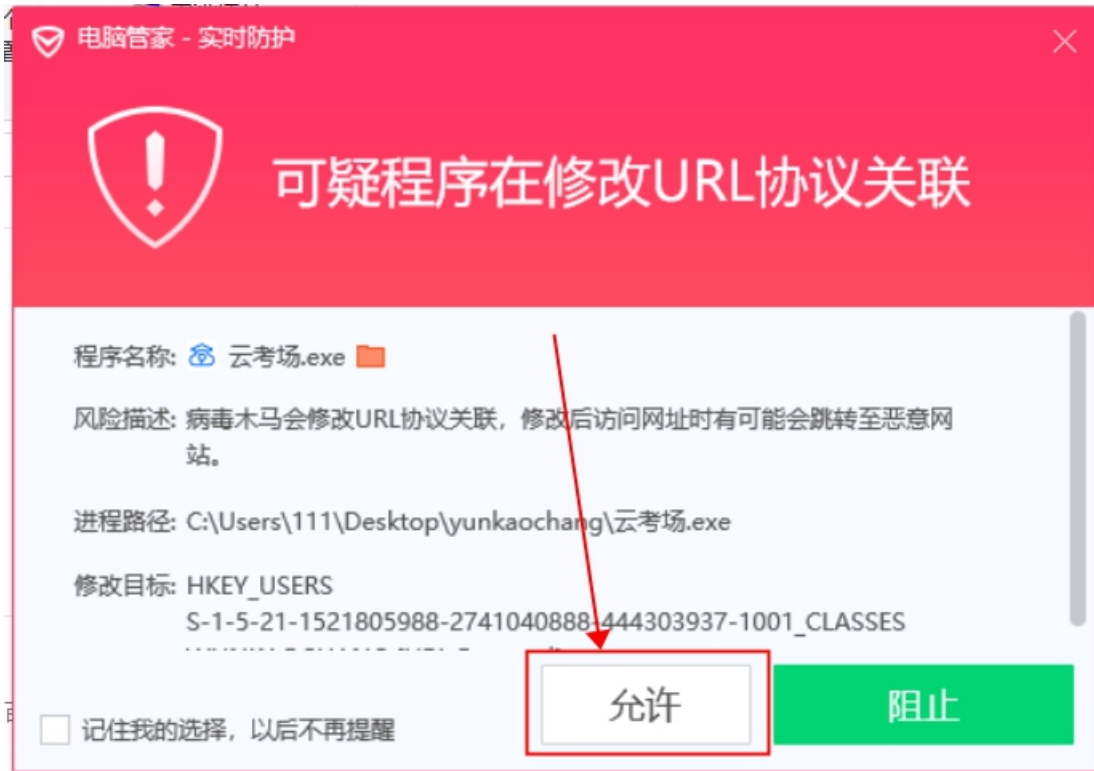 电脑管家 - 实时防护
可疑程序在修改URL协议关联
程序名称: 云考场.exe
风险描述: 病毒木马会修改URL协议关联，修改后访问网址时有可能会跳转至恶意网
站。
进程路径: C:\Users\111\Desktop\yunkaochang\云考场.exe
修改目标: HKEY_USERS
S-1-5-21-1521805988-2741040888-444303937-1001_CLASSES
记住我的选择，以后不再提醒
允许
阻止